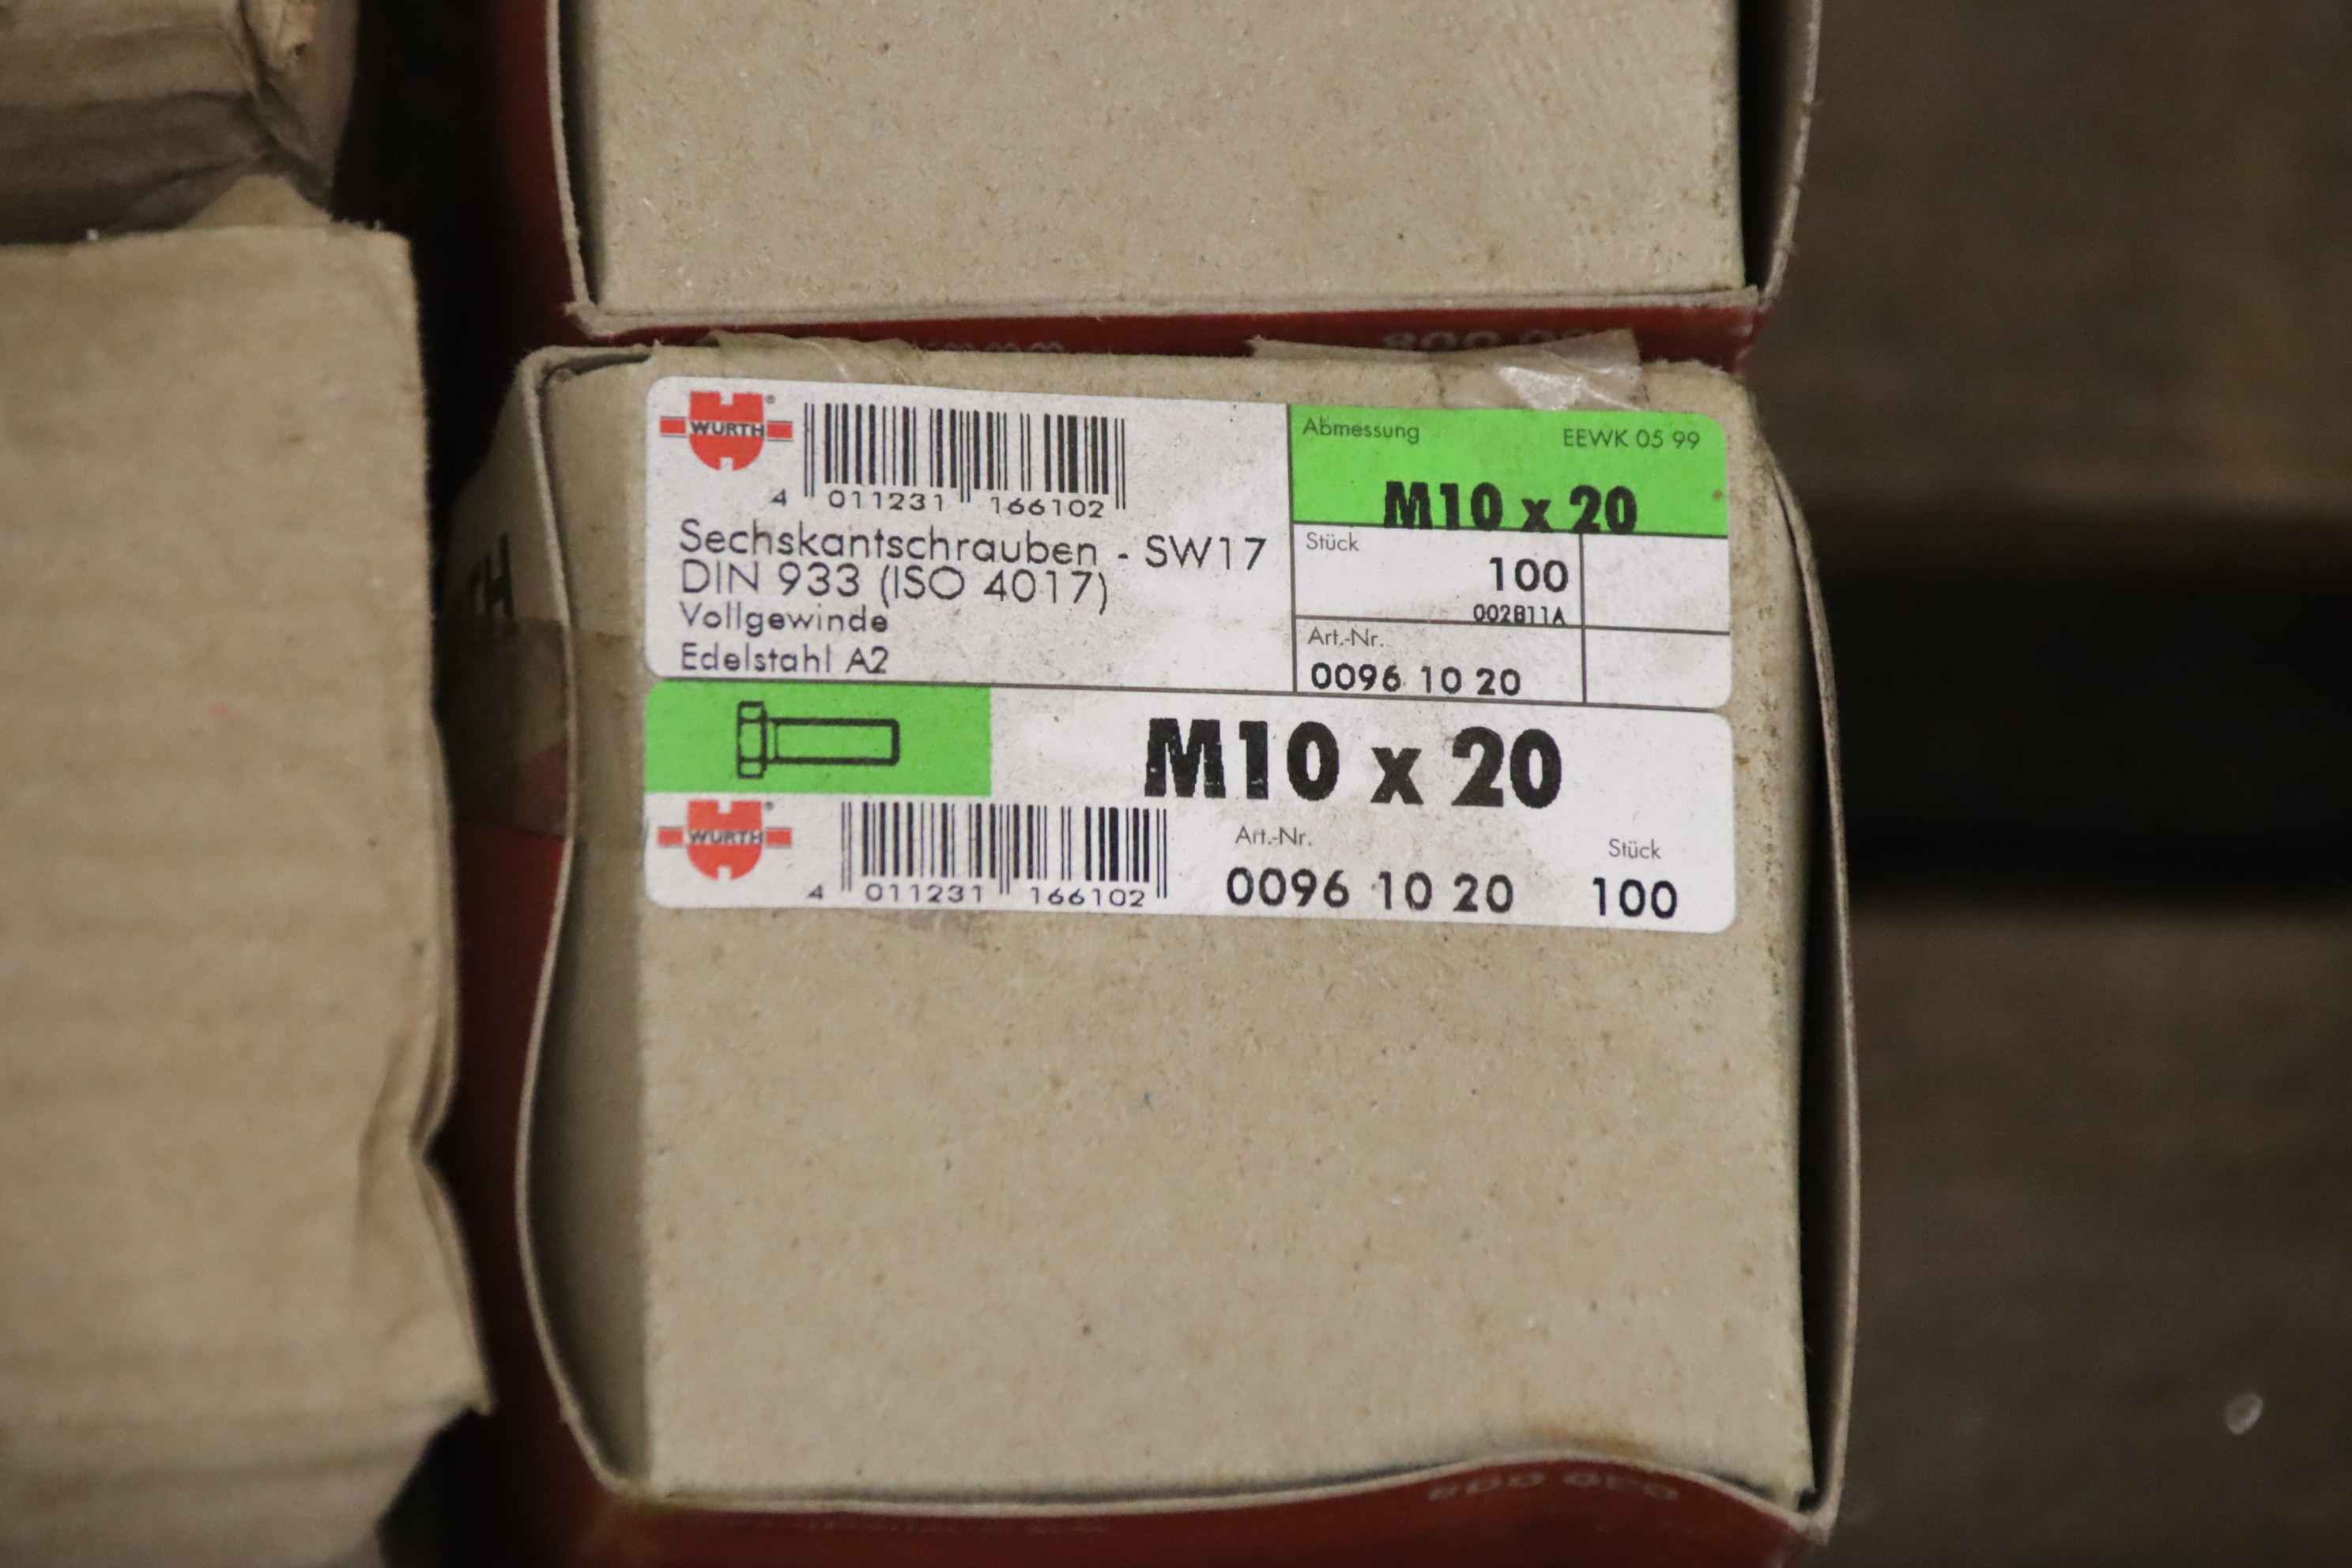 WURTH
4 011231 166102
Sechskantschrauben - SW17
DIN 933 (ISO 4017)
Vollgewinde
Edelstahl A2
Abmessung EEWK 05 99
M10 x 20
Stück
100
002811A
Art.-Nr.
0096 10 20
M10 x 20
WURTH
4 011231 166102
Art.-Nr. Stück
0096 10 20 100